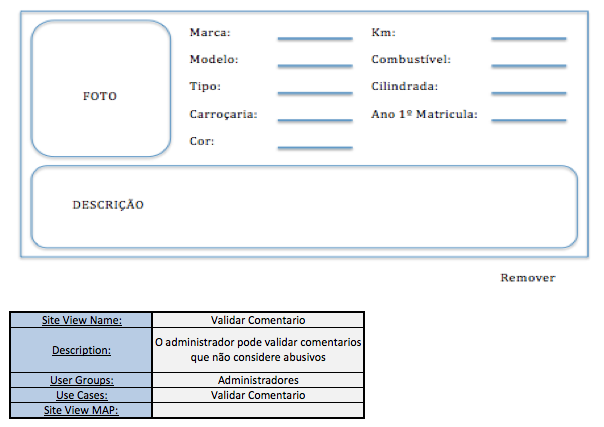 FOTO
Marca:
Km:
Modelo:
Combustível:
Tipo:
Cilindrada:
Carroçaria:
Ano 1º Matricula:
Cor:
DESCRIÇÃO
Remover
Site View Name: Validar Comentario
Description: O administrador pode validar comentarios
que não considere abusivos
User Groups: Administradores
Use Cases: Validar Comentario
Site View MAP: